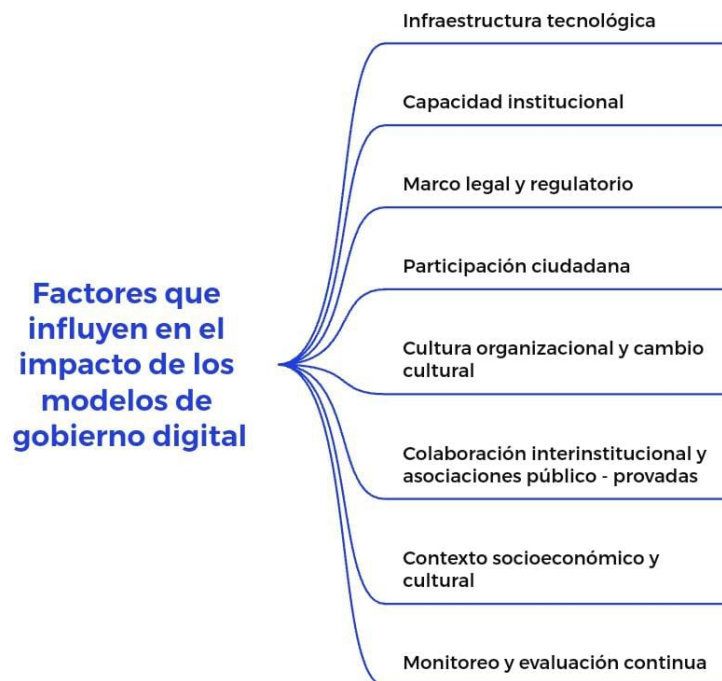 Factores que
influyen en el
impacto de los
modelos de
gobierno digital
Infraestructura tecnológica
Capacidad institucional
Marco legal y regulatorio
Participación ciudadana
Cultura organizacional y cambio
cultural
Colaboración interinstitucional y
asociaciones público - provadas
Contexto socioeconómico y
cultural
Monitoreo y evaluación continua